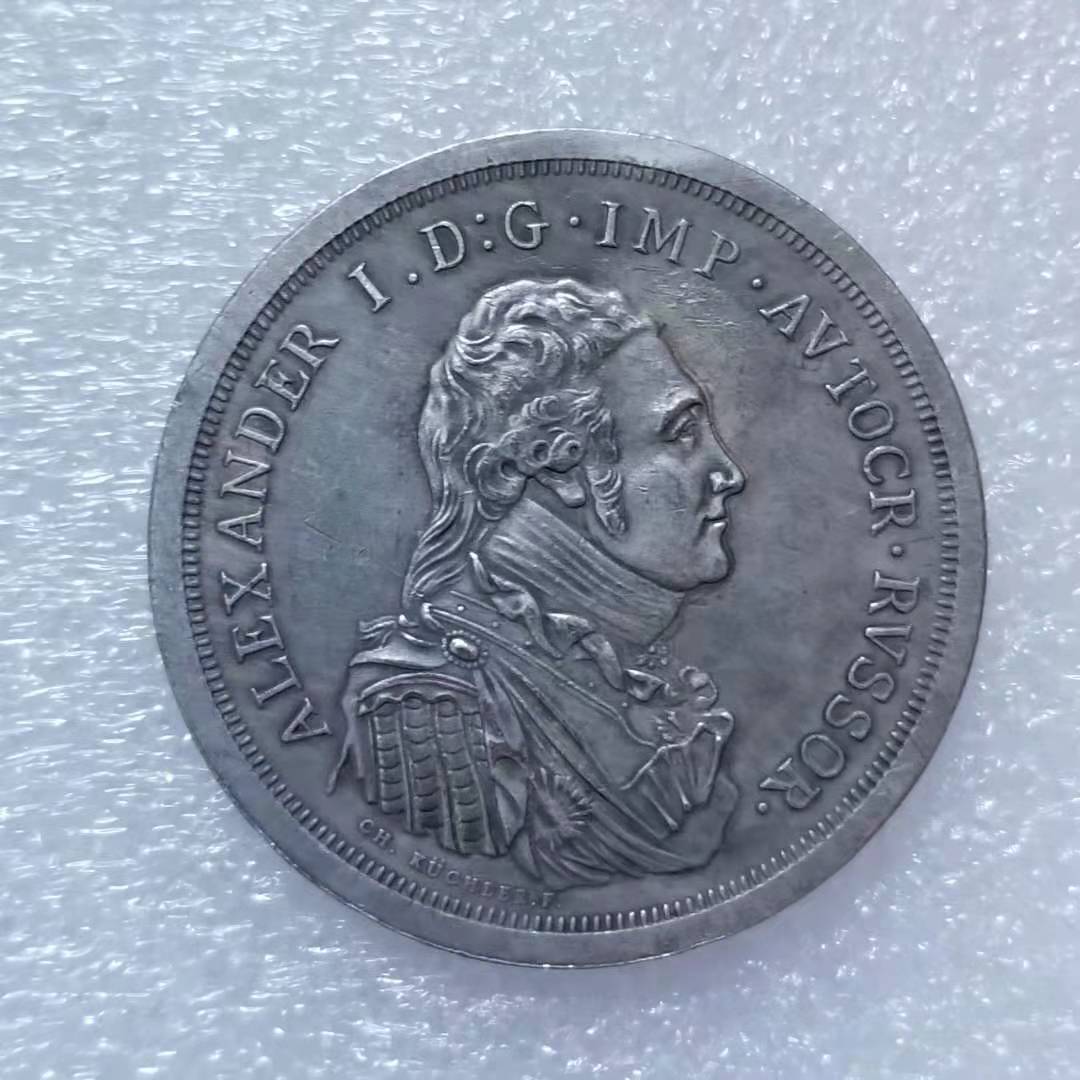 ALEXANDER I. D:G· IMP. AVTOCR· RVSSOR.
CH. KÜCHLER.F.